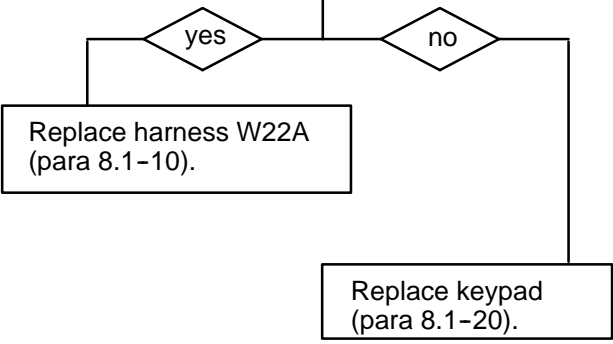 yes
no
Replace harness W22A
(para 8.1-10).
Replace keypad
(para 8.1-20).